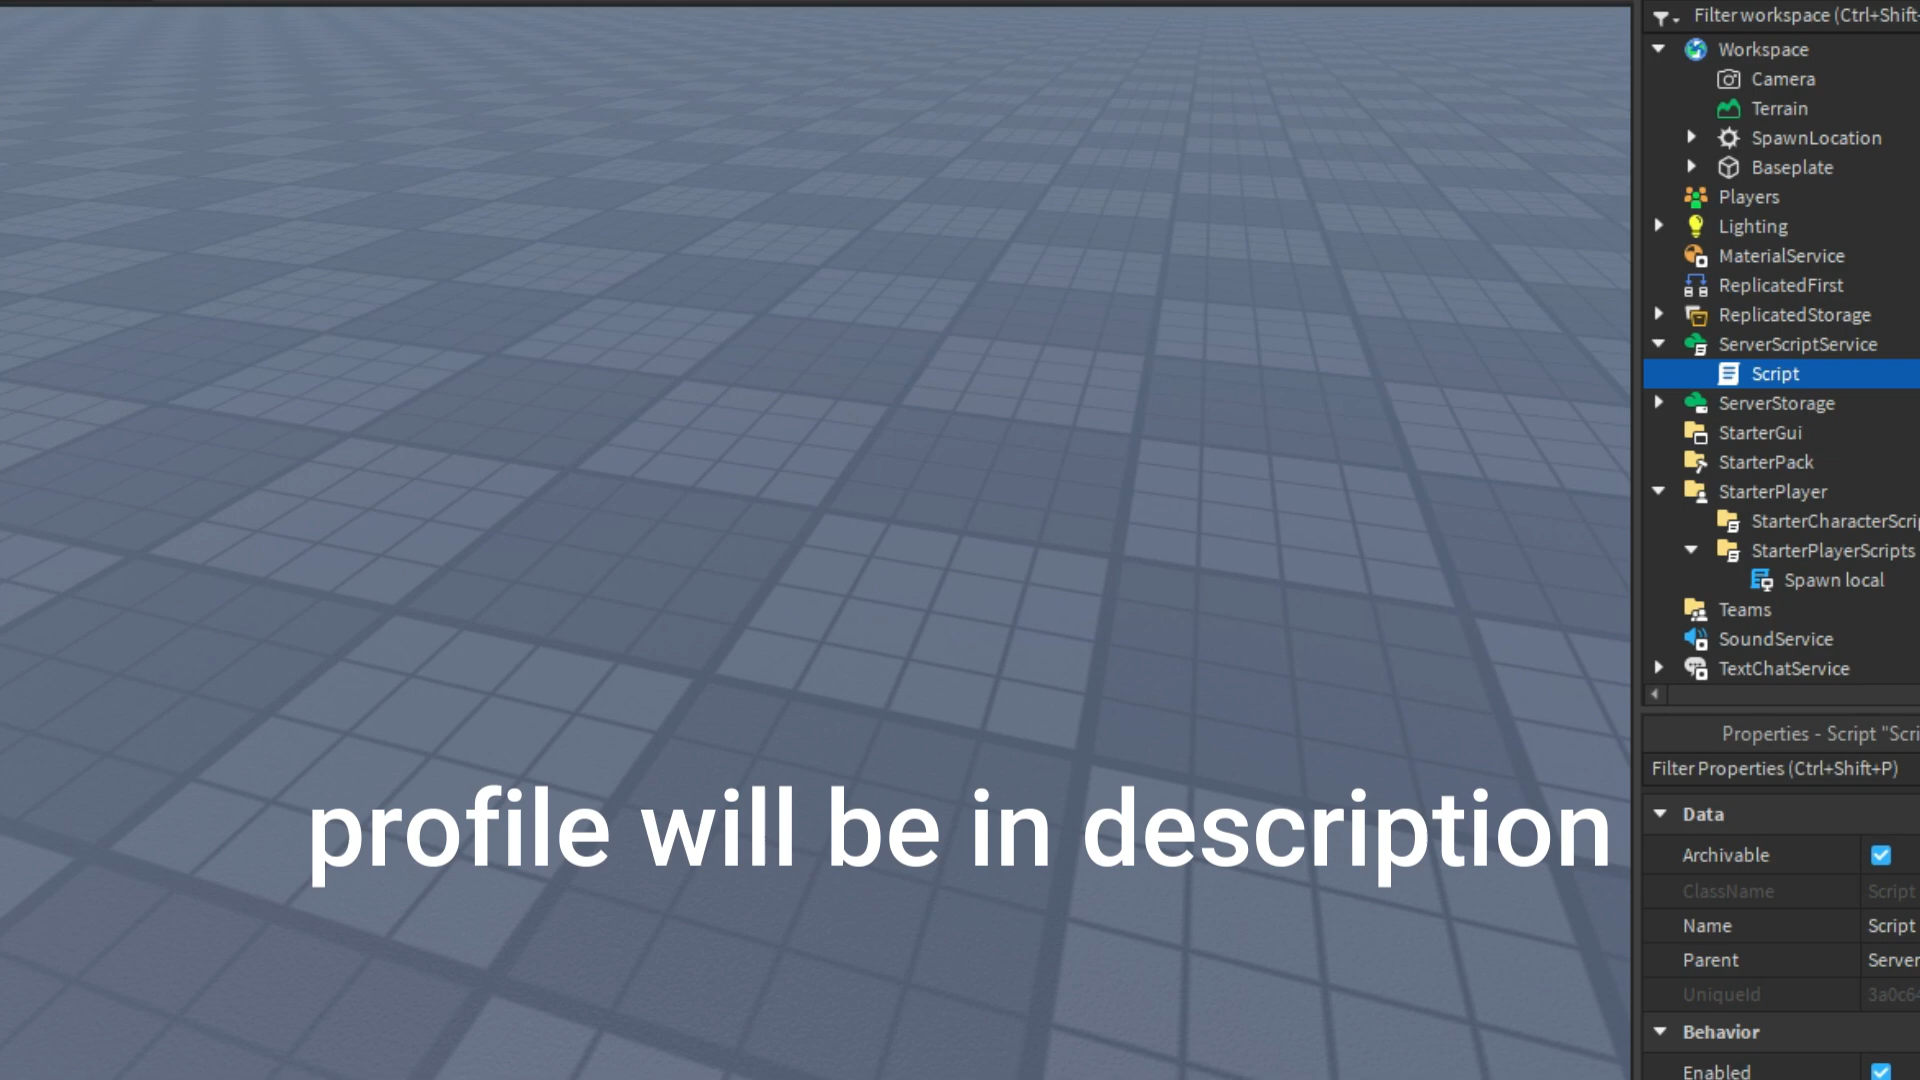 Filter workspace (Ctrl+Shift-
Workspace
Camera
Terrain
SpawnLocation
Baseplate
Players
Lighting
MaterialService
ReplicatedFirst
ReplicatedStorage
ServerScriptService
Script
ServerStorage
StarterGui
StarterPack
StarterPlayer
StarterCharacterScrip
StarterPlayerScripts
Spawn local
Teams
SoundService
TextChatService
Properties - Script "Scri
Filter Properties (Ctrl+Shift+P)
Data
Archivable
ClassName Script
Name Script
Parent Server
UniqueId 3a0c64
Behavior
Enabled
profile will be in description